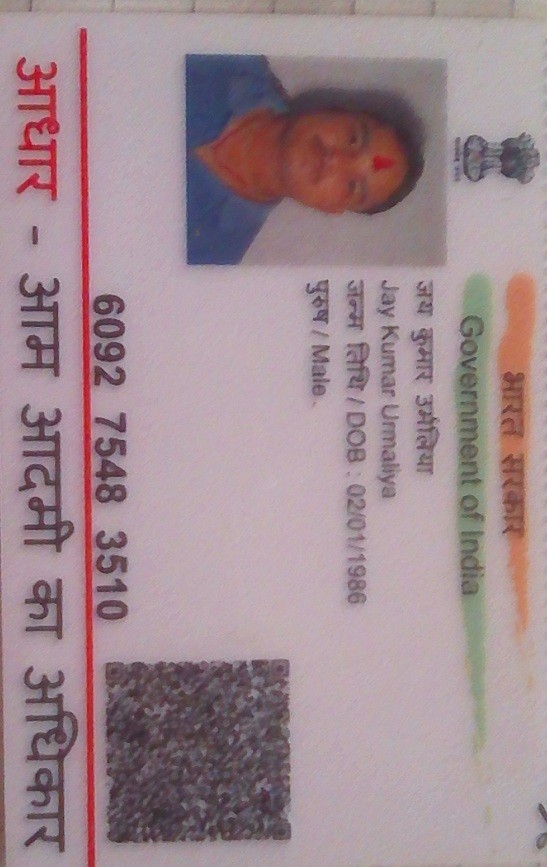 भारत सरकार
Government of India
जय कुमार उर्मलिया
Jay Kumar Urmaliya
जन्म तिथि / DOB : 02/01/1986
पुरुष / Male
6092 7548 3510
आधार - आम आदमी का अधिकार